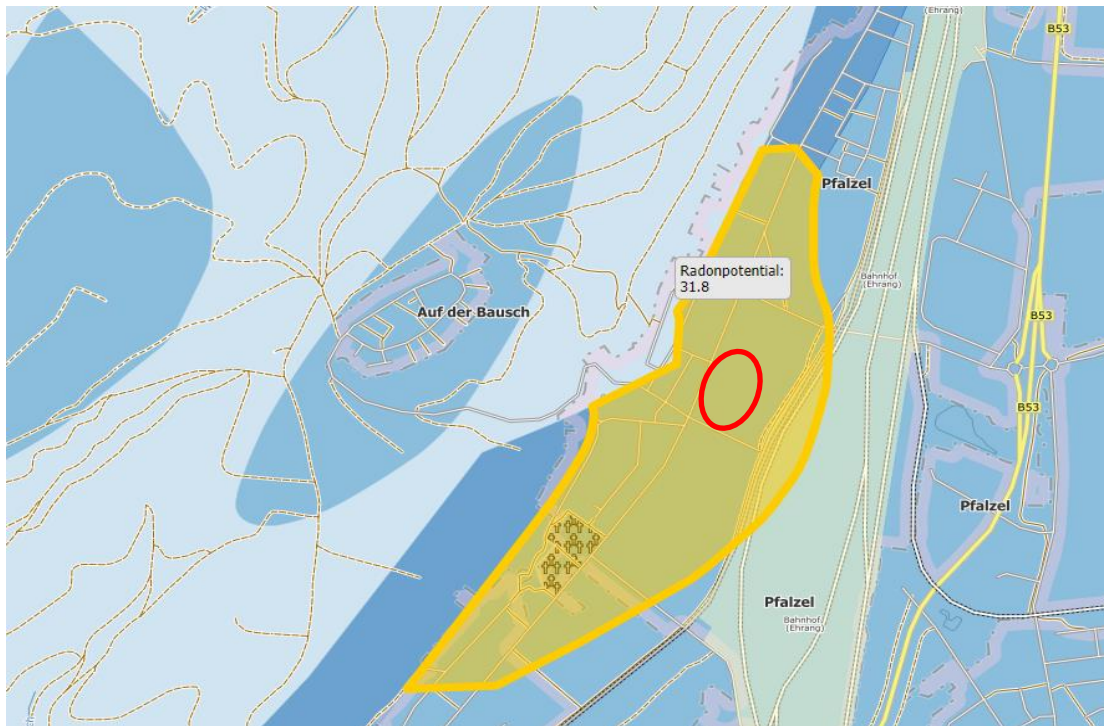 (Ehrang)
B53
Pfalzel
Radonpotential:
31.8
Bahnhof
(Ehrang)
Auf der Bausch
B53
B53
Pfalzel
Pfalzel
Bahnhof
(Ehrang)